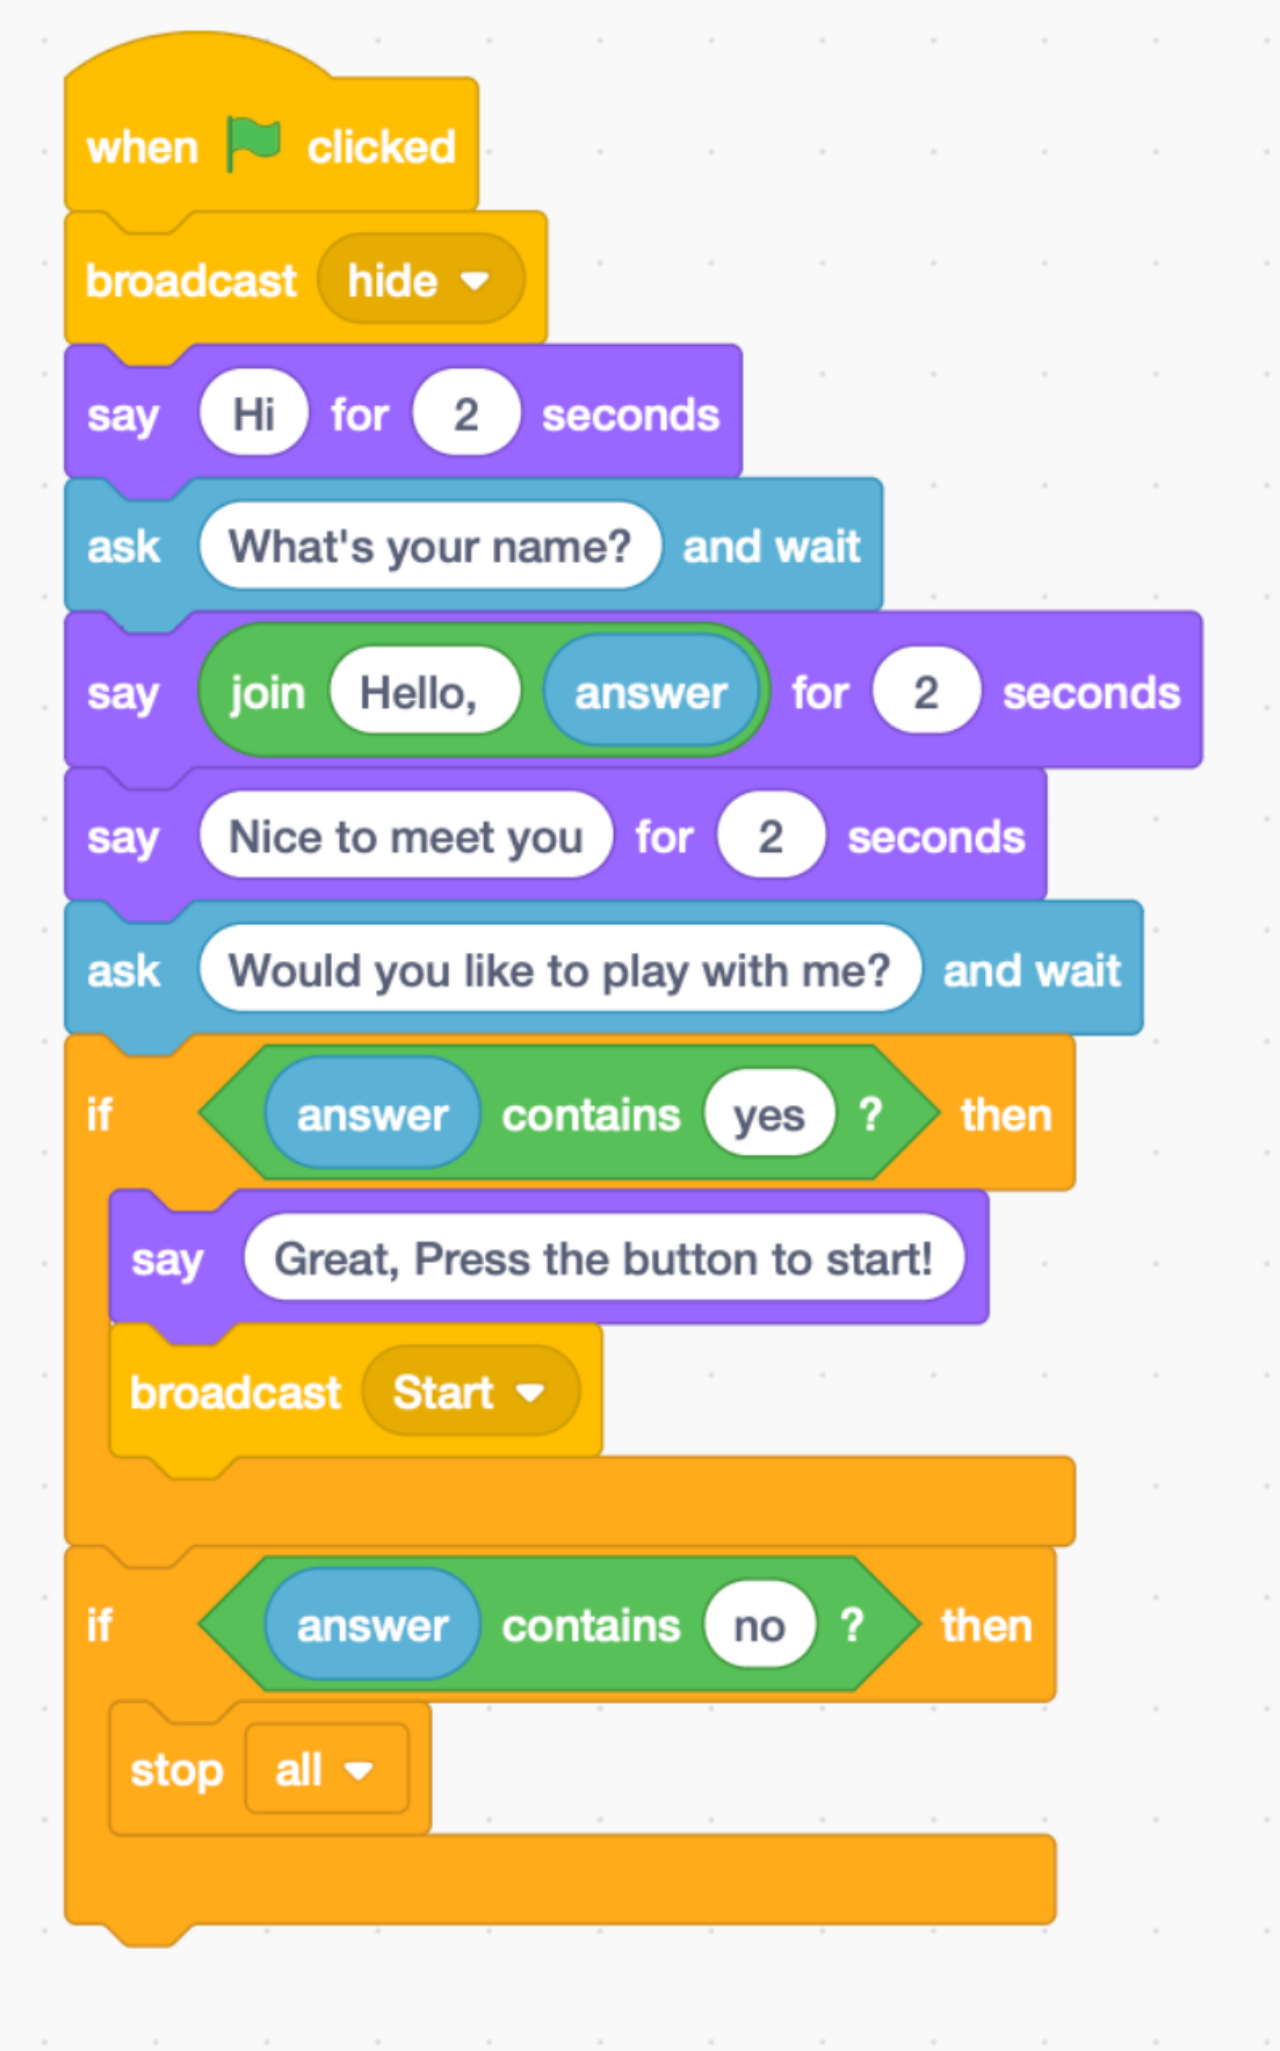 when clicked
broadcast hide
say Hi for 2 seconds
ask What's your name? and wait
say join Hello, answer for 2 seconds
say Nice to meet you for 2 seconds
ask Would you like to play with me? and wait
if answer contains yes ? then
say Great, Press the button to start!
broadcast Start
if answer contains no ? then
stop all